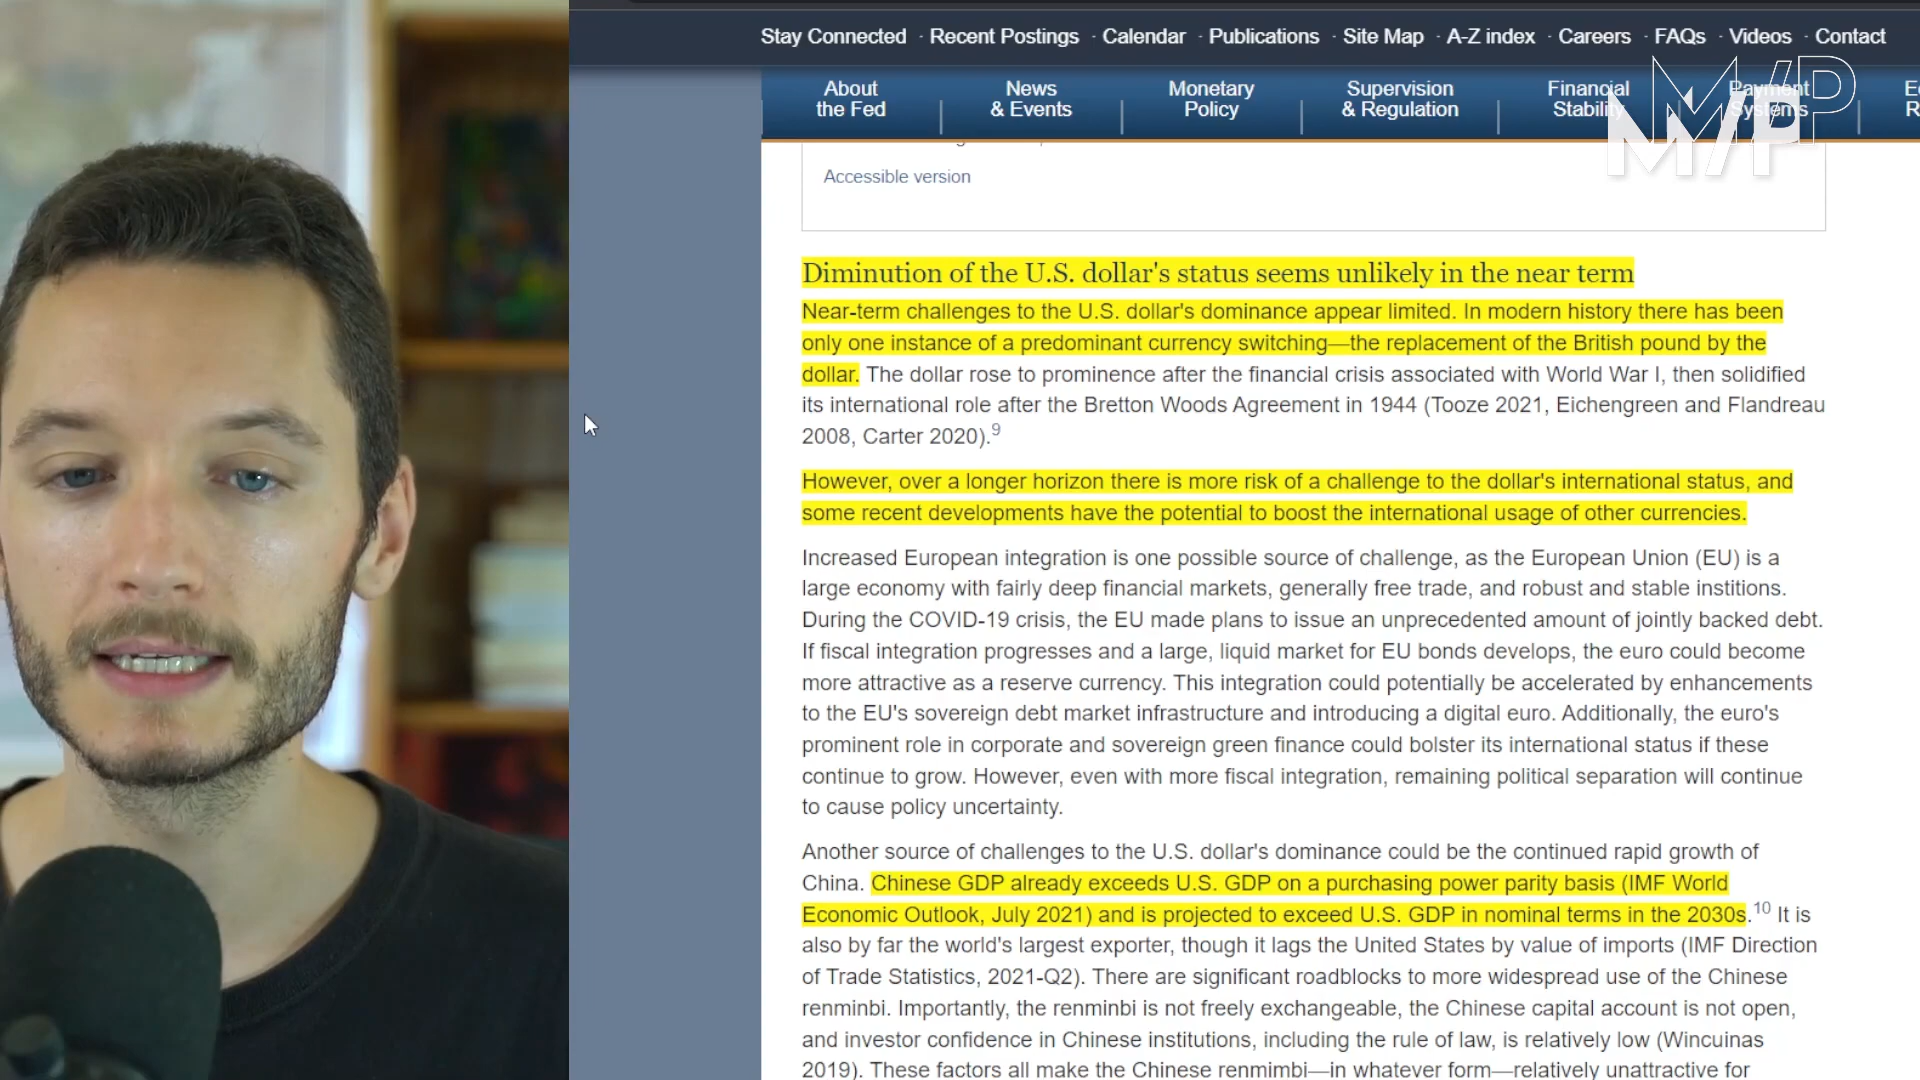 Stay Connected · Recent Postings · Calendar · Publications · Site Map · A-Z index · Careers · FAQs · Videos · Contact
About the Fed
News & Events
Monetary Policy
Supervision & Regulation
Financial Stability
Payment Systems
M/P
M/P
Accessible version
Diminution of the U.S. dollar's status seems unlikely in the near term
Near-term challenges to the U.S. dollar's dominance appear limited. In modern history there has been
only one instance of a predominant currency switching—the replacement of the British pound by the
dollar. The dollar rose to prominence after the financial crisis associated with World War I, then solidified
its international role after the Bretton Woods Agreement in 1944 (Tooze 2021, Eichengreen and Flandreau
2008, Carter 2020).9
However, over a longer horizon there is more risk of a challenge to the dollar's international status, and
some recent developments have the potential to boost the international usage of other currencies.
Increased European integration is one possible source of challenge, as the European Union (EU) is a
large economy with fairly deep financial markets, generally free trade, and robust and stable institions.
During the COVID-19 crisis, the EU made plans to issue an unprecedented amount of jointly backed debt.
If fiscal integration progresses and a large, liquid market for EU bonds develops, the euro could become
more attractive as a reserve currency. This integration could potentially be accelerated by enhancements
to the EU's sovereign debt market infrastructure and introducing a digital euro. Additionally, the euro's
prominent role in corporate and sovereign green finance could bolster its international status if these
continue to grow. However, even with more fiscal integration, remaining political separation will continue
to cause policy uncertainty.
Another source of challenges to the U.S. dollar's dominance could be the continued rapid growth of
China. Chinese GDP already exceeds U.S. GDP on a purchasing power parity basis (IMF World
Economic Outlook, July 2021) and is projected to exceed U.S. GDP in nominal terms in the 2030s.10 It is
also by far the world's largest exporter, though it lags the United States by value of imports (IMF Direction
of Trade Statistics, 2021-Q2). There are significant roadblocks to more widespread use of the Chinese
renminbi. Importantly, the renminbi is not freely exchangeable, the Chinese capital account is not open,
and investor confidence in Chinese institutions, including the rule of law, is relatively low (Wincuinas
2019). These factors all make the Chinese renmimbi—in whatever form—relatively unattractive for